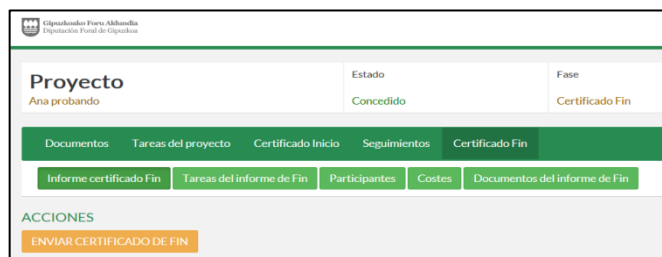 Gipuzkoako Foru Aldundia
Diputación Foral de Gipuzkoa
Proyecto
Ana probando
Estado
Concedido
Fase
Certificado Fin
Documentos Tareas del proyecto Certificado Inicio Seguimientos Certificado Fin
Informe certificado Fin Tareas del informe de Fin Participantes Costes Documentos del informe de Fin
ACCIONES
ENVIAR CERTIFICADO DE FIN